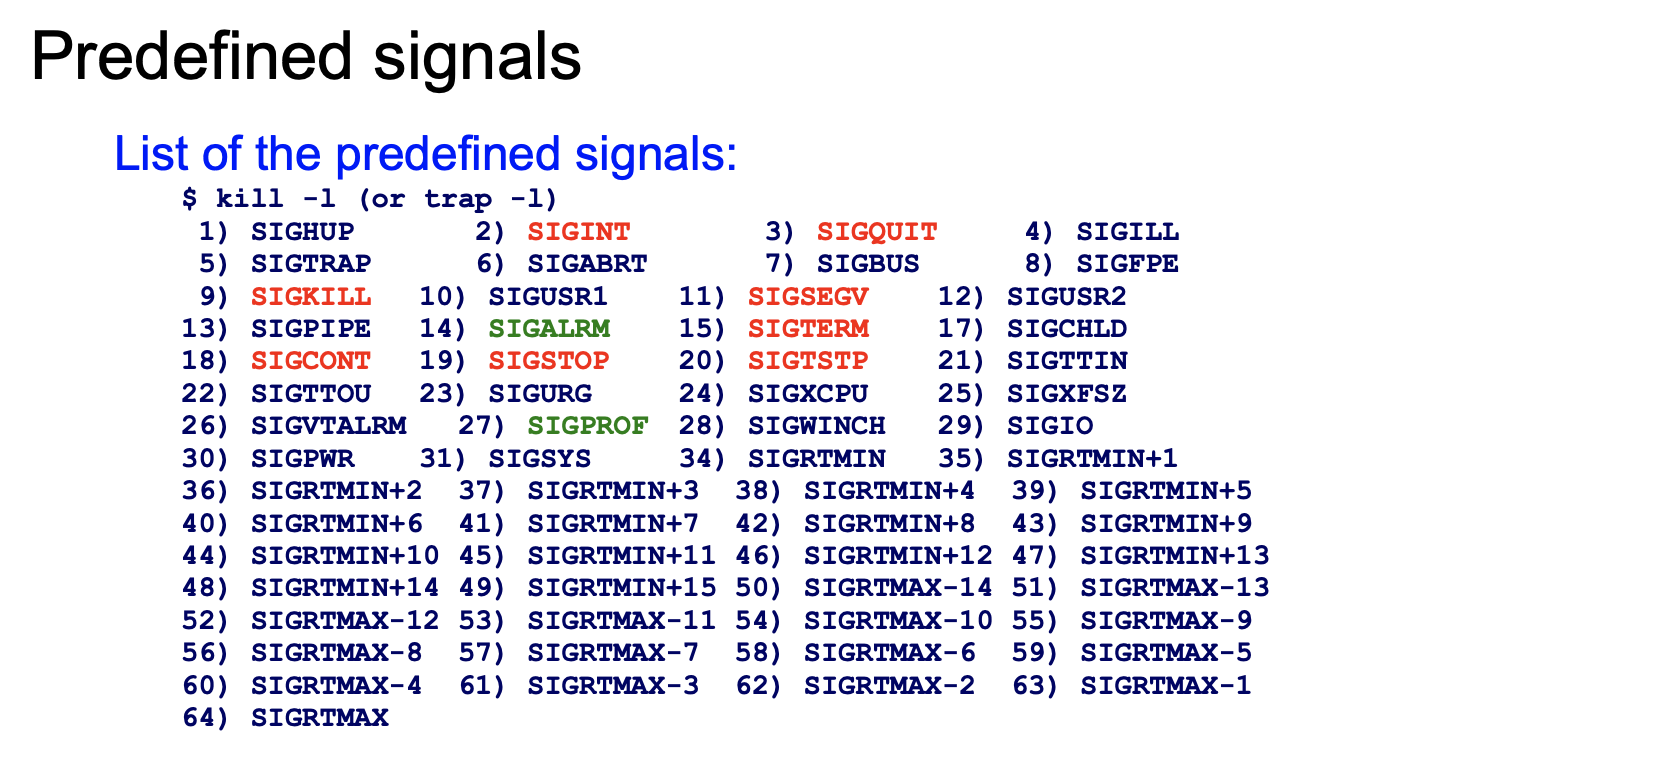 Predefined signals
List of the predefined signals:
$ kill -l (or trap -l)
1) SIGHUP 2) SIGINT 3) SIGQUIT 4) SIGILL
5) SIGTRAP 6) SIGABRT 7) SIGBUS 8) SIGFPE
9) SIGKILL 10) SIGUSR1 11) SIGSEGV 12) SIGUSR2
13) SIGPIPE 14) SIGALRM 15) SIGTERM 17) SIGCHLD
18) SIGCONT 19) SIGSTOP 20) SIGTSTP 21) SIGTTIN
22) SIGTTOU 23) SIGURG 24) SIGXCPU 25) SIGXFSZ
26) SIGVTALRM 27) SIGPROF 28) SIGWINCH 29) SIGIO
30) SIGPWR 31) SIGSYS 34) SIGRTMIN 35) SIGRTMIN+1
36) SIGRTMIN+2 37) SIGRTMIN+3 38) SIGRTMIN+4 39) SIGRTMIN+5
40) SIGRTMIN+6 41) SIGRTMIN+7 42) SIGRTMIN+8 43) SIGRTMIN+9
44) SIGRTMIN+10 45) SIGRTMIN+11 46) SIGRTMIN+12 47) SIGRTMIN+13
48) SIGRTMIN+14 49) SIGRTMIN+15 50) SIGRTMAX-14 51) SIGRTMAX-13
52) SIGRTMAX-12 53) SIGRTMAX-11 54) SIGRTMAX-10 55) SIGRTMAX-9
56) SIGRTMAX-8 57) SIGRTMAX-7 58) SIGRTMAX-6 59) SIGRTMAX-5
60) SIGRTMAX-4 61) SIGRTMAX-3 62) SIGRTMAX-2 63) SIGRTMAX-1
64) SIGRTMAX